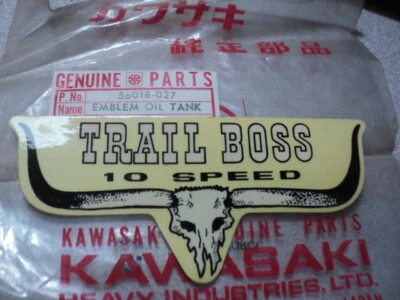 カワサキ
純正部品
GENUINE PARTS
P. No. 56018-027
Name EMBLEM OIL TANK
TRAIL BOSS
10 SPEED
KAWASAKI GENUINE PARTS
KAWASAKI
HEAVY INDUSTRIES, LTD.